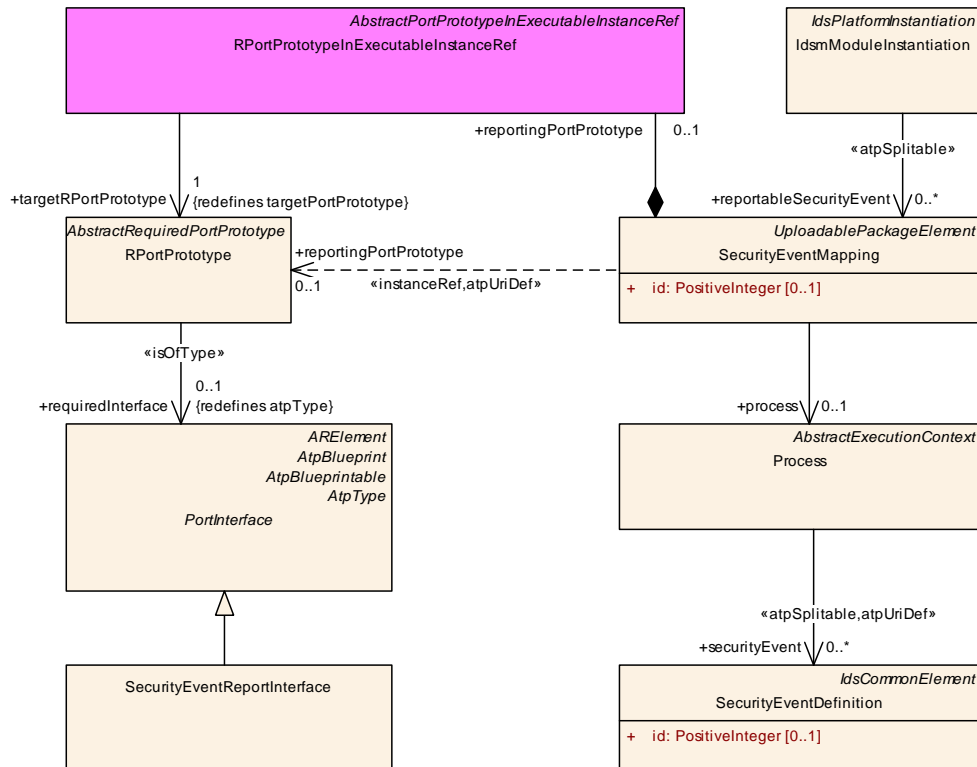 AbstractPortPrototypeInExecutableInstanceRef
RPortPrototypeInExecutableInstanceRef
IdsPlatformInstantiation
IdsmModuleInstantiation
+reportingPortPrototype
0..1
«atpSplitable»
+targetRPortPrototype
1
{redefines targetPortPrototype}
+reportableSecurityEvent
0..*
AbstractRequiredPortPrototype
RPortPrototype
+reportingPortPrototype
0..1
«instanceRef,atpUriDef»
UploadablePackageElement
SecurityEventMapping
+ id: PositiveInteger [0..1]
«isOfType»
+requiredInterface
0..1
{redefines atpType}
+process
0..1
ARElement
AtpBlueprint
AtpBlueprintable
AtpType
PortInterface
AbstractExecutionContext
Process
«atpSplitable,atpUriDef»
+securityEvent
0..*
SecurityEventReportInterface
IdsCommonElement
SecurityEventDefinition
+ id: PositiveInteger [0..1]